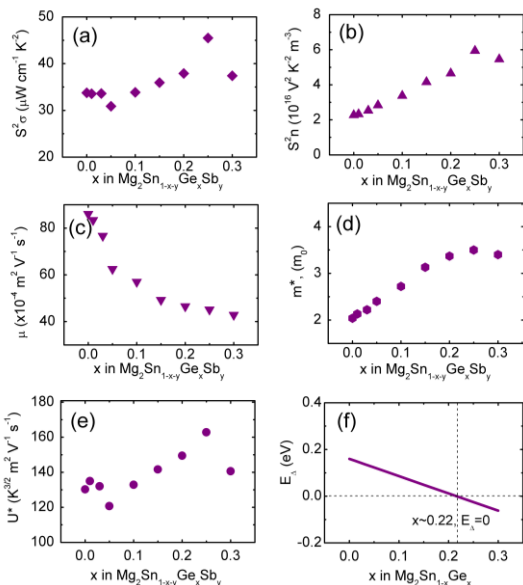 (a)
S²σ (μW cm⁻¹ K⁻²)
50
40
30
20
0.0 0.1 0.2 0.3
x in Mg₂Sn₁₋ₓ₋ᵧGeₓSbᵧ
(b)
S²n (10¹⁶ V² K⁻² m⁻³)
8
6
4
2
0
0.0 0.1 0.2 0.3
x in Mg₂Sn₁₋ₓ₋ᵧGeₓSbᵧ
(c)
μ (x10⁻⁴ m² V⁻¹ s⁻¹)
80
60
40
0.0 0.1 0.2 0.3
x in Mg₂Sn₁₋ₓ₋ᵧGeₓSbᵧ
(d)
m*, (m₀)
4
3
2
0.0 0.1 0.2 0.3
x in Mg₂Sn₁₋ₓ₋ᵧGeₓSbᵧ
(e)
U* (K³ᐟ² m² V⁻¹ s⁻¹)
180
160
140
120
100
0.0 0.1 0.2 0.3
x in Mg₂Sn₁₋ₓ₋ᵧGeₓSbᵧ
(f)
E_Δ (eV)
0.4
0.2
0.0
-0.2
x~0.22, E_Δ=0
0.0 0.1 0.2 0.3
x in Mg₂Sn₁₋ₓGeₓ